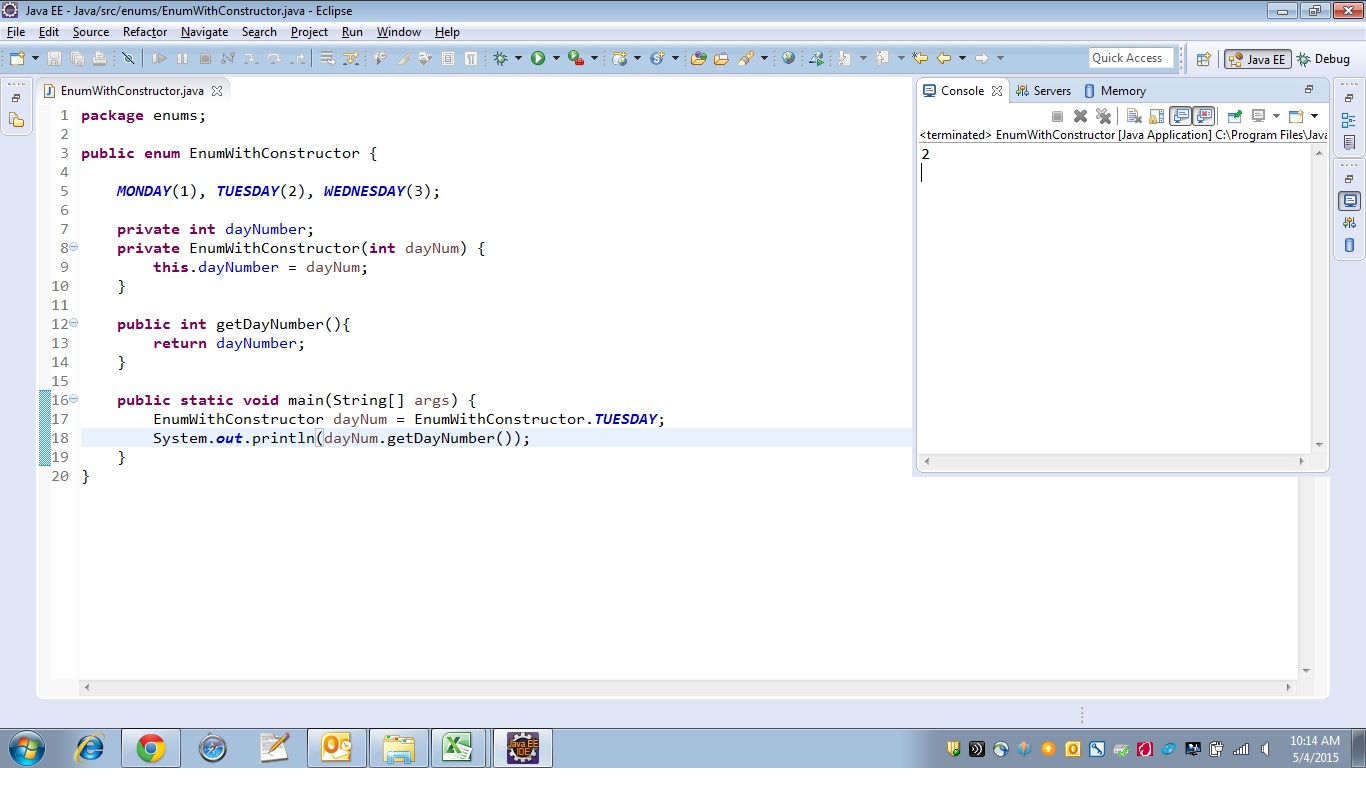 Java EE - Java/src/enums/EnumWithConstructor.java - Eclipse
File Edit Source Refactor Navigate Search Project Run Window Help
Quick Access
Java EE
Debug
EnumWithConstructor.java
1 package enums;
2
3 public enum EnumWithConstructor {
4
5 MONDAY(1), TUESDAY(2), WEDNESDAY(3);
6
7 private int dayNumber;
8 private EnumWithConstructor(int dayNum) {
9 this.dayNumber = dayNum;
10 }
11
12 public int getDayNumber(){
13 return dayNumber;
14 }
15
16 public static void main(String[] args) {
17 EnumWithConstructor dayNum = EnumWithConstructor.TUESDAY;
18 System.out.println(dayNum.getDayNumber());
19 }
20 }
Console Servers Memory
<terminated> EnumWithConstructor [Java Application] C:\Program Files\Java
2
Java EE
IDE
10:14 AM
5/4/2015